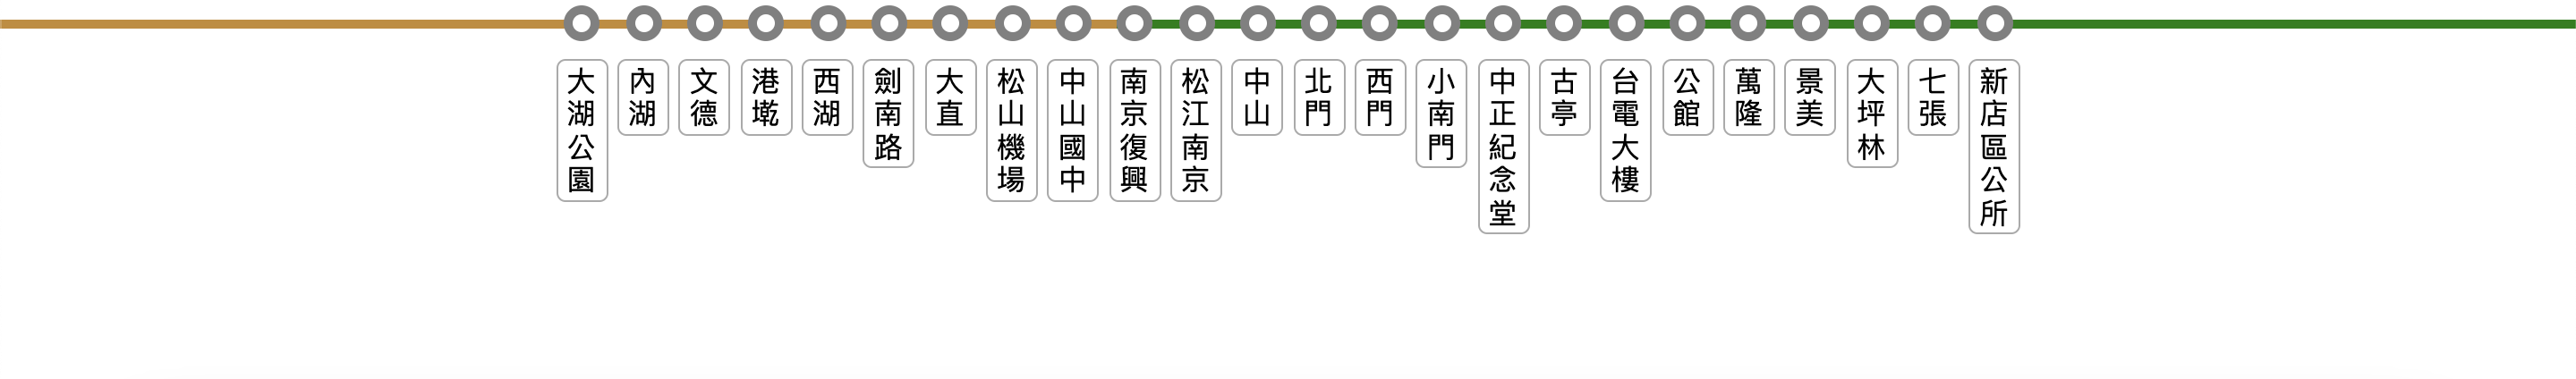 大湖公園
內湖
文德
港墘
西湖
劍南路
大直
松山機場
中山國中
南京復興
松江南京
中山
北門
西門
小南門
中正紀念堂
古亭
台電大樓
公館
萬隆
景美
大坪林
七張
新店區公所